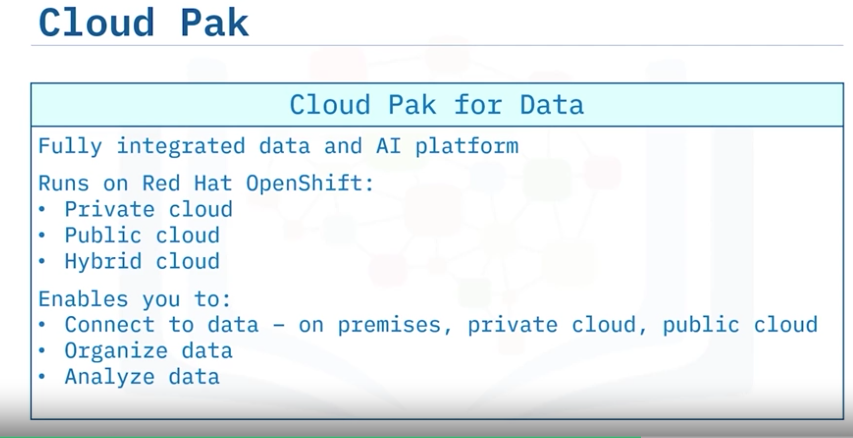 Cloud Pak
Cloud Pak for Data
Fully integrated data and AI platform
Runs on Red Hat OpenShift:
• Private cloud
• Public cloud
• Hybrid cloud
Enables you to:
• Connect to data – on premises, private cloud, public cloud
• Organize data
• Analyze data